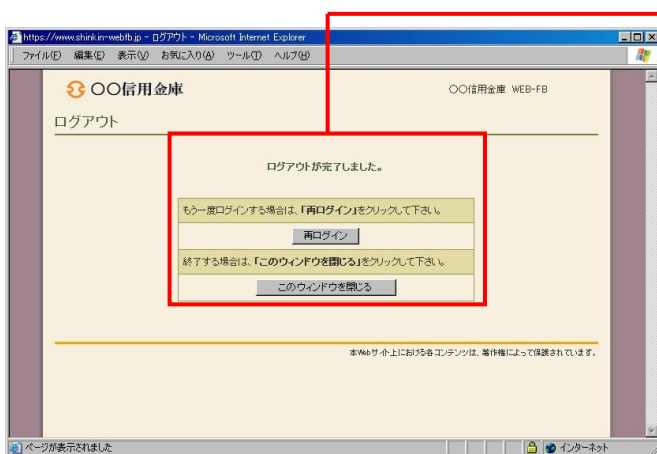 https://www.shinkin-webfb.jp - ログアウト - Microsoft Internet Explorer
ファイル(F) 編集(E) 表示(V) お気に入り(A) ツール(T) ヘルプ(H)
〇〇信用金庫
〇〇信用金庫 WEB-FB
ログアウト
ログアウトが完了しました。
もう一度ログインする場合は、「再ログイン」をクリックして下さい。
再ログイン
終了する場合は、「このウィンドウを閉じる」をクリックして下さい。
このウィンドウを閉じる
本Webサイト上における各コンテンツは、著作権によって保護されています。
ページが表示されました
インターネット